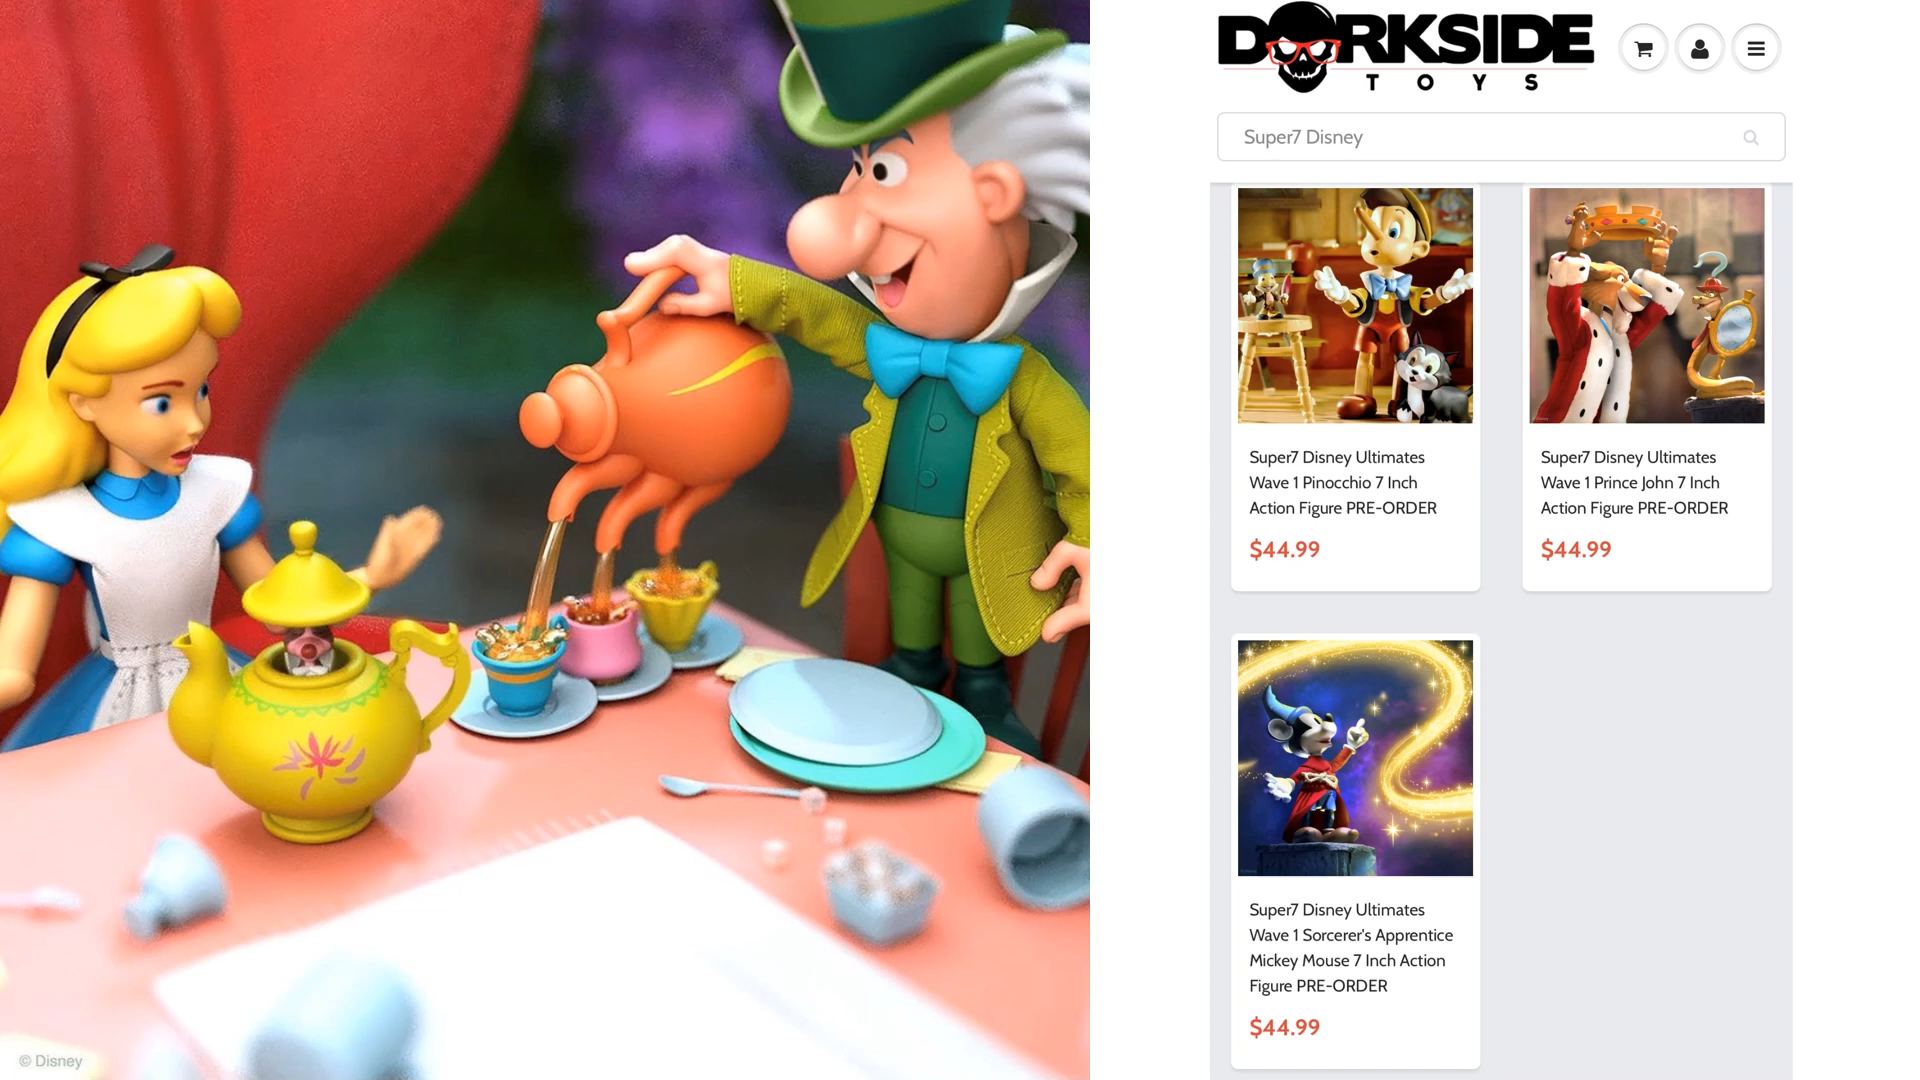 © Disney
DORKSIDE
TOYS
Super7 Disney
Super7 Disney Ultimates
Wave 1 Pinocchio 7 Inch
Action Figure PRE-ORDER
$44.99
Super7 Disney Ultimates
Wave 1 Prince John 7 Inch
Action Figure PRE-ORDER
$44.99
Super7 Disney Ultimates
Wave 1 Sorcerer's Apprentice
Mickey Mouse 7 Inch Action
Figure PRE-ORDER
$44.99